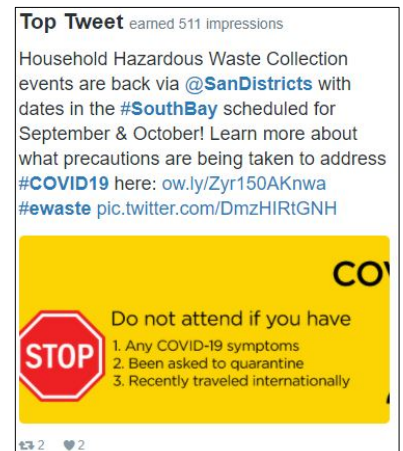 Top Tweet earned 511 impressions
Household Hazardous Waste Collection
events are back via @SanDistricts with
dates in the #SouthBay scheduled for
September & October! Learn more about
what precautions are being taken to address
#COVID19 here: ow.ly/Zyr150AKnwa
#ewaste pic.twitter.com/DmzHIRtGNH
CO
STOP
Do not attend if you have
1. Any COVID-19 symptoms
2. Been asked to quarantine
3. Recently traveled internationally
2 2